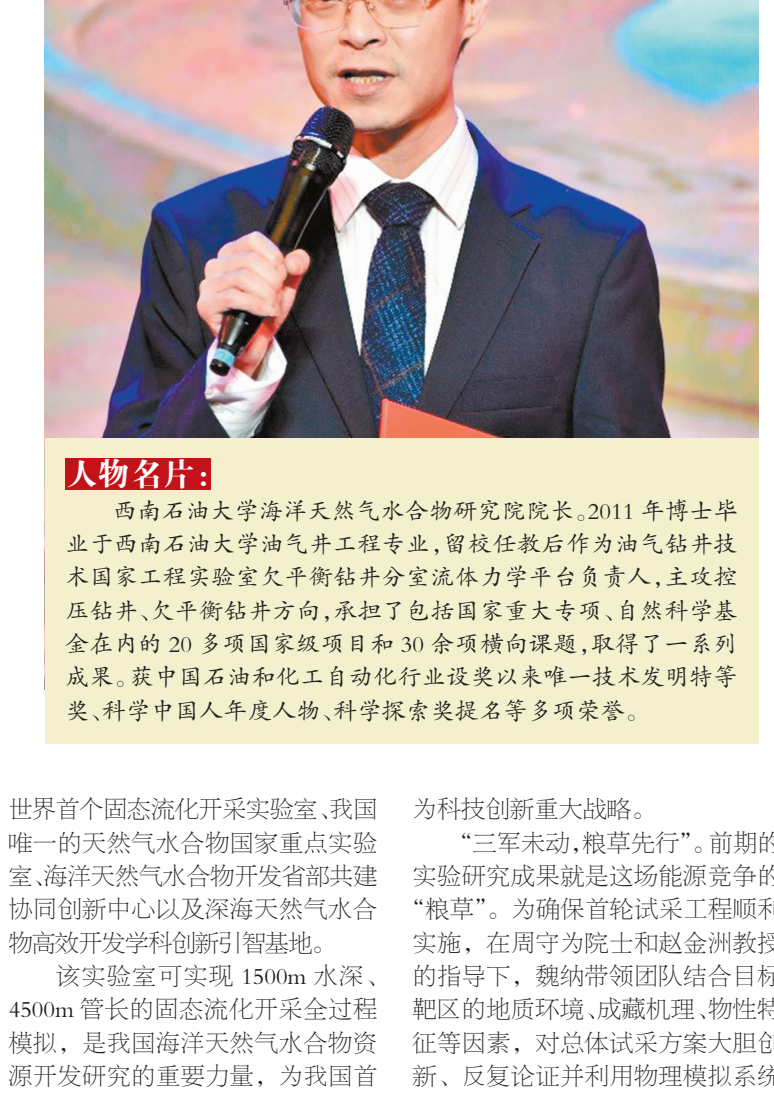 人物名片：
西南石油大学海洋天然气水合物研究院院长。2011 年博士毕
业于西南石油大学油气井工程专业，留校任教后作为油气钻井技
术国家工程实验室欠平衡钻井分室流体力学平台负责人，主攻控
压钻井、欠平衡钻井方向，承担了包括国家重大专项、自然科学基
金在内的 20 多项国家级项目和 30 余项横向课题，取得了一系列
成果。获中国石油和化工自动化行业设奖以来唯一技术发明特等
奖、科学中国人年度人物、科学探索奖提名等多项荣誉。
世界首个固态流化开采实验室、我国
唯一的天然气水合物国家重点实验
室、海洋天然气水合物开发省部共建
协同创新中心以及深海天然气水合
物高效开发学科创新引智基地。
该实验室可实现 1500m 水深、
4500m 管长的固态流化开采全过程
模拟，是我国海洋天然气水合物资
源开发研究的重要力量，为我国首
为科技创新重大战略。
“三军未动，粮草先行”。前期的
实验研究成果就是这场能源竞争的
“粮草”。为确保首轮试采工程顺利
实施，在周守为院士和赵金洲教授
的指导下，魏纳带领团队结合目标
靶区的地质环境、成藏机理、物性特
征等因素，对总体试采方案大胆创
新、反复论证并利用物理模拟系统